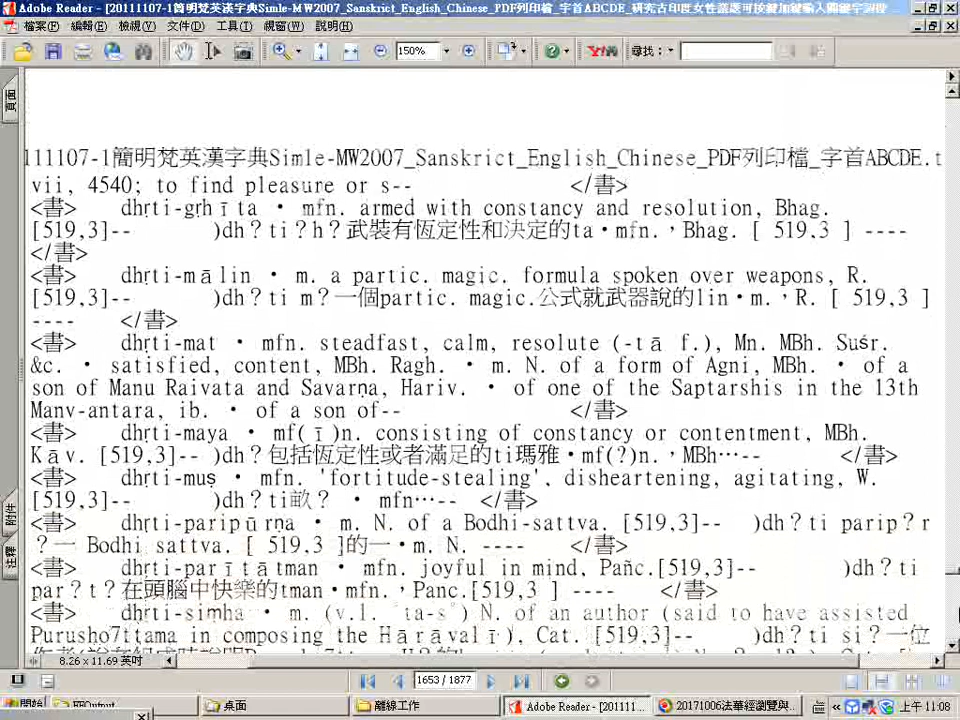 Adobe Reader - [20111107-1簡明梵英漢字典Simle-MW2007_Sanskrict_English_Chinese_PDF列印檔_字首ABCDE_研究古印度女性議題可按鍵
檔案(F) 編輯(E) 檢視(V) 文件(D) 工具(T) 視窗(W) 說明(H)
150% 尋找:
頁面
111107-1簡明梵英漢字典Simle-MW2007_Sanskrict_English_Chinese_PDF列印檔_字首ABCDE.t
vii, 4540; to find pleasure or s-- </書>
<書> dhṛti-gṛhīta • mfn. armed with constancy and resolution, Bhag.
[519,3]-- )dh?ti?h?武裝有恆定性和決定的ta•mfn.，Bhag. [ 519,3 ] ----
</書>
<書> dhṛti-mālin • m. a partic. magic. formula spoken over weapons, R.
[519,3]-- )dh?ti m?一個partic. magic.公式就武器說的lin•m.，R. [ 519,3 ]
---- </書>
<書> dhṛti-mat • mfn. steadfast, calm, resolute (-tā f.), Mn. MBh. Suśr.
&c. • satisfied, content, MBh. Ragh. • m. N. of a form of Agni, MBh. • of a
son of Manu Raivata and Savarṇa, Hariv. • of one of the Saptarshis in the 13th
Manv-antara, ib. • of a son of-- </書>
<書> dhṛti-maya • mf(ī)n. consisting of constancy or contentment, MBh.
Kāv. [519,3]-- )dh?包括恆定性或者滿足的ti瑪雅•mf(?)n.，MBh…-- </書>
<書> dhṛti-muṣ • mfn. 'fortitude-stealing', disheartening, agitating, W.
[519,3]-- )dh?ti畝? • mfn…-- </書>
<書> dhṛti-paripūrṇa • m. N. of a Bodhi-sattva. [519,3]-- )dh?ti parip?r
?一 Bodhi sattva. [ 519,3 ]的一•m. N. ---- </書>
<書> dhṛti-parītātman • mfn. joyful in mind, Pañc.[519,3]-- )dh?ti
par?t?在頭腦中快樂的tman•mfn.，Panc.[519,3 ] ---- </書>
<書> dhṛti-siṃha • m. (v.l. °ta-s°) N. of an author (said to have assisted
Purusho7ttama in composing the Hārāvalī), Cat. [519,3]-- )dh?ti si?一位
附件
註釋
8.26 x 11.69 英吋
1653 / 1877
開始 FFOutput 桌面 離線工作 Adobe Reader - [20111... 20171006法華經瀏覽與... 上午 11:08